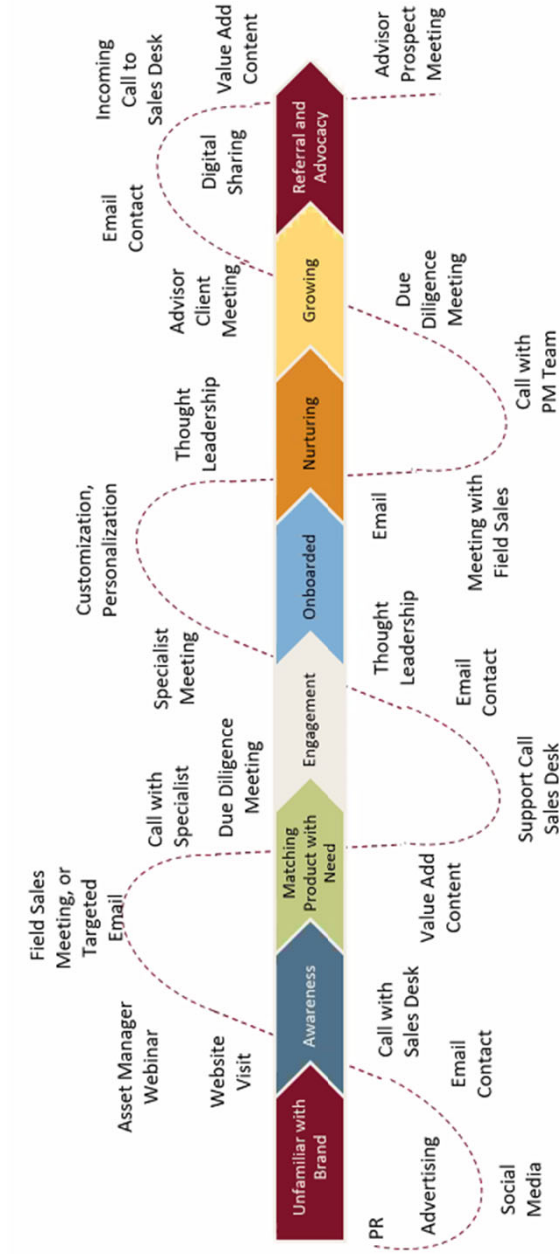 Field Sales
Meeting, or
Targeted
Email
Asset Manager
Webinar
Website
Visit
Call with
Specialist
Due Diligence
Meeting
Customization,
Personalization
Specialist
Meeting
Thought
Leadership
Email
Contact
Incoming
Call to
Sales Desk
Advisor
Client
Meeting
Digital
Sharing
Value Add
Content
Unfamiliar with
Brand
Awareness
Matching
Product with
Need
Engagement
Onboarded
Nurturing
Growing
Referral and
Advocacy
PR
Advertising
Social
Media
Email
Contact
Call with
Sales Desk
Value Add
Content
Support Call
Sales Desk
Email
Contact
Thought
Leadership
Email
Meeting with
Field Sales
Call with
PM Team
Due
Diligence
Meeting
Advisor
Prospect
Meeting